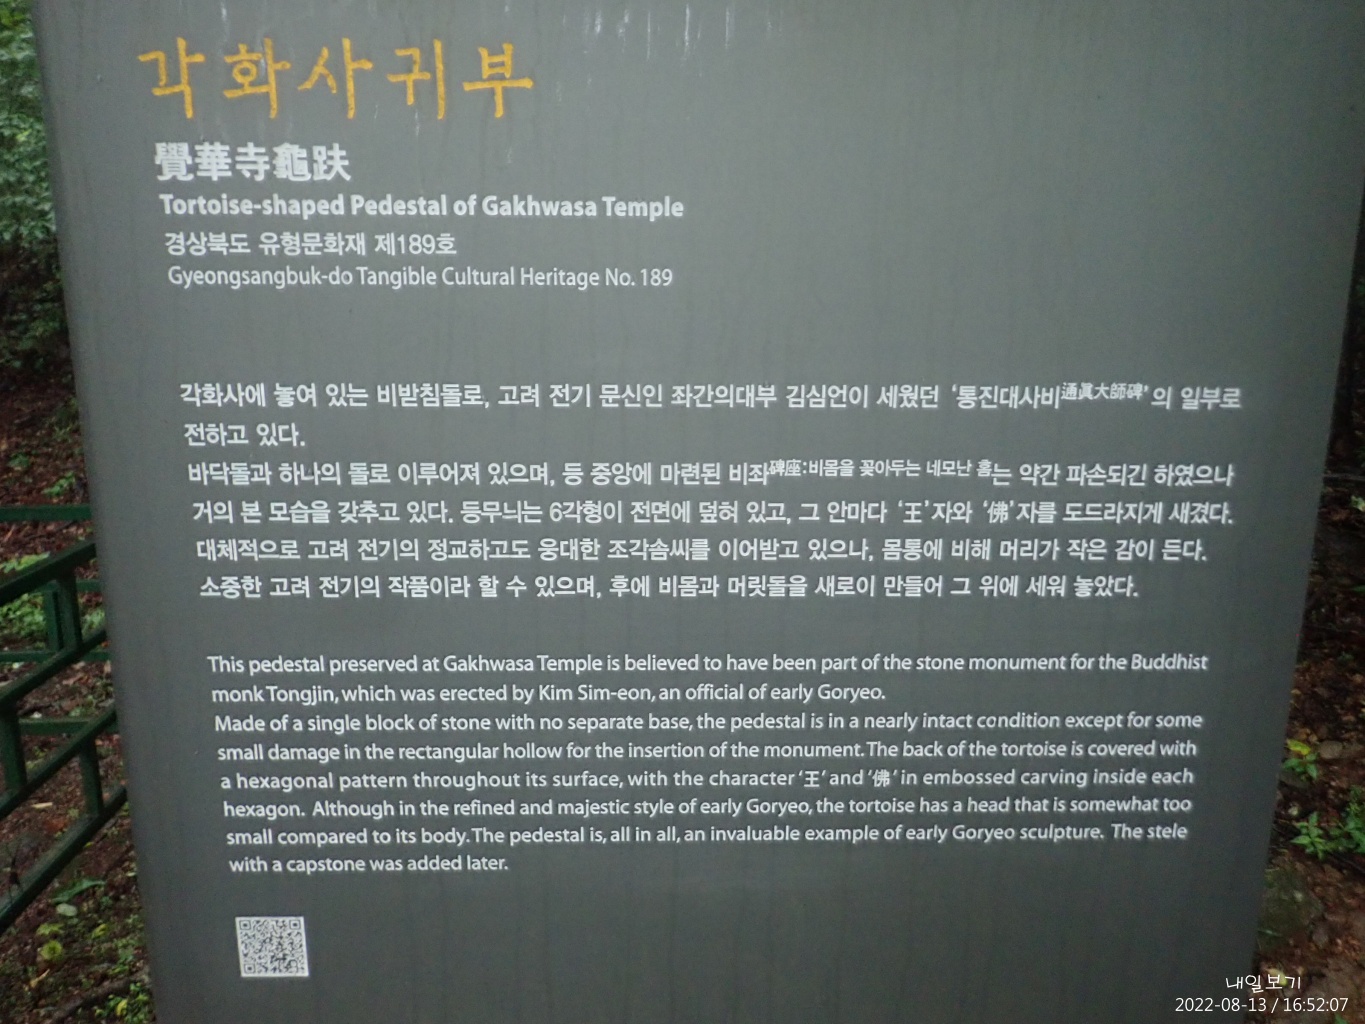 각화사귀부
覺華寺龜趺
Tortoise-shaped Pedestal of Gakhwasa Temple
경상북도 유형문화재 제189호
Gyeongsangbuk-do Tangible Cultural Heritage No. 189
각화사에 놓여 있는 비받침돌로, 고려 전기 문신인 좌간의대부 김심언이 세웠던 ‘통진대사비通眞大師碑’의 일부로
전하고 있다.
바닥돌과 하나의 돌로 이루어져 있으며, 등 중앙에 마련된 비좌碑座:비몸을 꽂아두는 네모난 홈는 약간 파손되긴 하였으나
거의 본 모습을 갖추고 있다. 등무늬는 6각형이 전면에 덮혀 있고, 그 안마다 ‘王’자와 ‘佛’자를 도드라지게 새겼다.
대체적으로 고려 전기의 정교하고도 웅대한 조각솜씨를 이어받고 있으나, 몸통에 비해 머리가 작은 감이 든다.
소중한 고려 전기의 작품이라 할 수 있으며, 후에 비몸과 머릿돌을 새로이 만들어 그 위에 세워 놓았다.
This pedestal preserved at Gakhwasa Temple is believed to have been part of the stone monument for the Buddhist
monk Tongjin, which was erected by Kim Sim-eon, an official of early Goryeo.
Made of a single block of stone with no separate base, the pedestal is in a nearly intact condition except for some
small damage in the rectangular hollow for the insertion of the monument. The back of the tortoise is covered with
a hexagonal pattern throughout its surface, with the character ‘王’ and ‘佛’ in embossed carving inside each
hexagon. Although in the refined and majestic style of early Goryeo, the tortoise has a head that is somewhat too
small compared to its body. The pedestal is, all in all, an invaluable example of early Goryeo sculpture. The stele
with a capstone was added later.
내일보기
2022-08-13 / 16:52:07